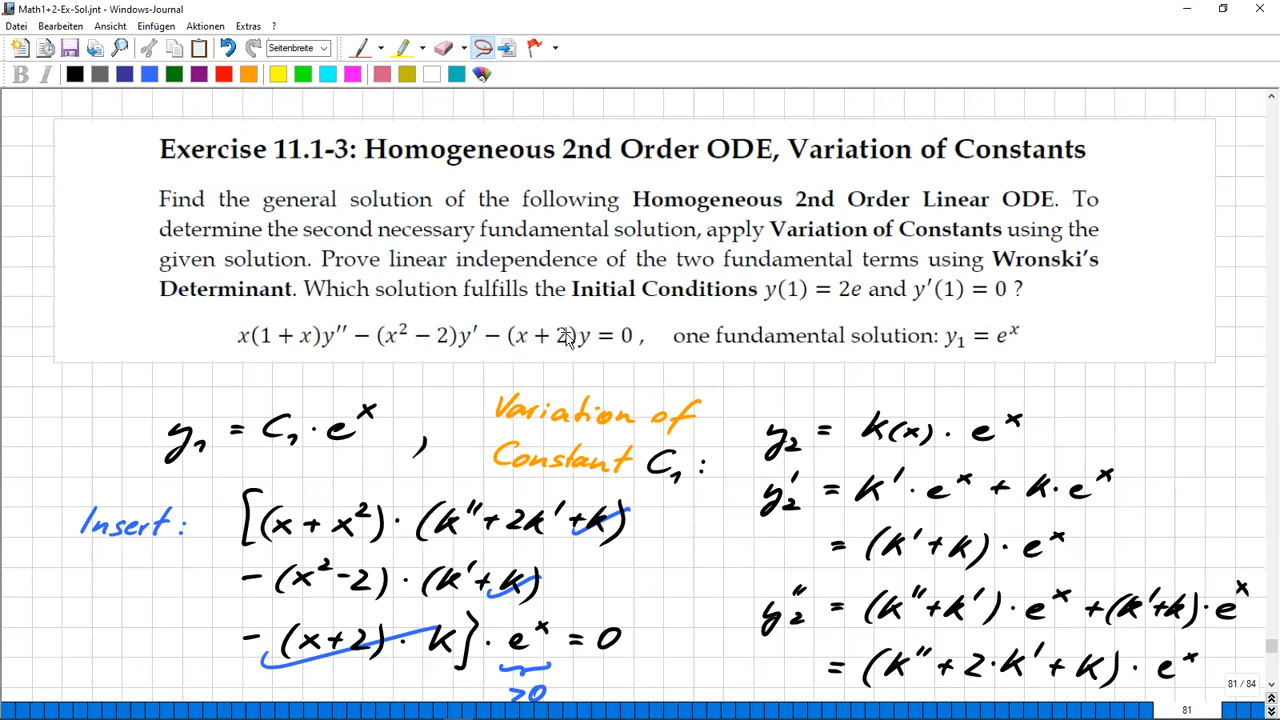 Math1+2-Ex-Sol.jnt - Windows-Journal
Datei Bearbeiten Ansicht Einfügen Aktionen Extras ?
Seitenbreite
B I
Exercise 11.1-3: Homogeneous 2nd Order ODE, Variation of Constants
Find the general solution of the following Homogeneous 2nd Order Linear ODE. To
determine the second necessary fundamental solution, apply Variation of Constants using the
given solution. Prove linear independence of the two fundamental terms using Wronski's
Determinant. Which solution fulfills the Initial Conditions y(1) = 2e and y′(1) = 0 ?
x(1 + x)y′′ − (x² − 2)y′ − (x + 2)y = 0 , one fundamental solution: y₁ = eˣ
y₁ = C₁ · eˣ ,
Variation of
Constant C₁ :
y₂ = k(x) · eˣ
y₂′ = k′ · eˣ + k · eˣ
= (k′ + k) · eˣ
y₂′′ = (k′′ + k′) · eˣ + (k′ + k) · eˣ
= (k′′ + 2 · k′ + k) · eˣ
Insert: [(x + x²) · (k′′ + 2k′ + k)
− (x² − 2) · (k′ + k)
− (x + 2) · k] · eˣ = 0
>0
81 / 84
81